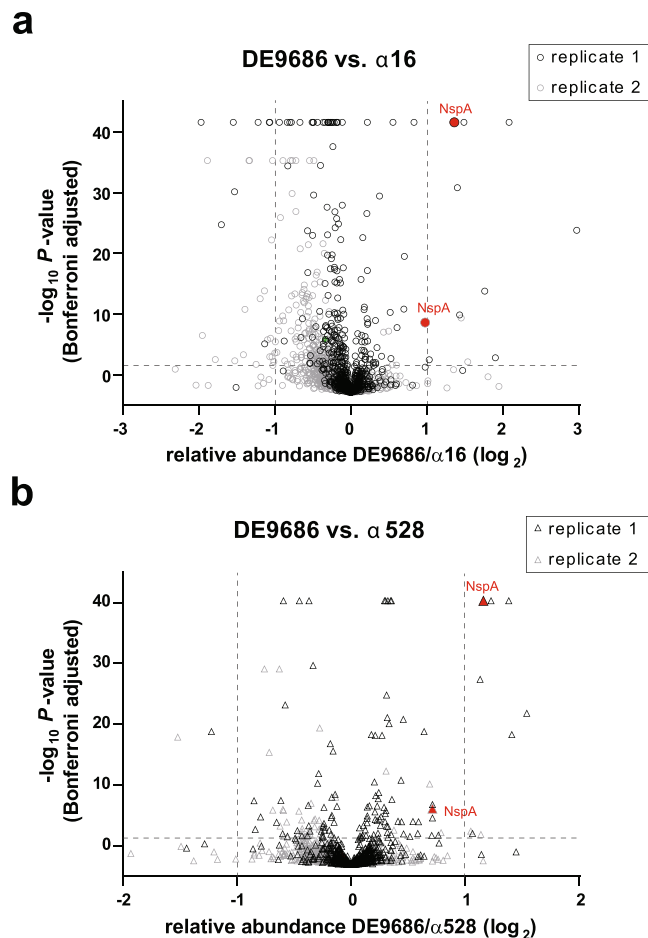 a
DE9686 vs. α16
○ replicate 1
○ replicate 2
NspA
NspA
40
30
20
10
0
-log10 P-value
(Bonferroni adjusted)
-3
-2
-1
0
1
2
3
relative abundance DE9686/α16 (log2)
b
DE9686 vs. α 528
△ replicate 1
△ replicate 2
NspA
NspA
40
30
20
10
0
-log10 P-value
(Bonferroni adjusted)
-2
-1
0
1
2
relative abundance DE9686/α528 (log2)